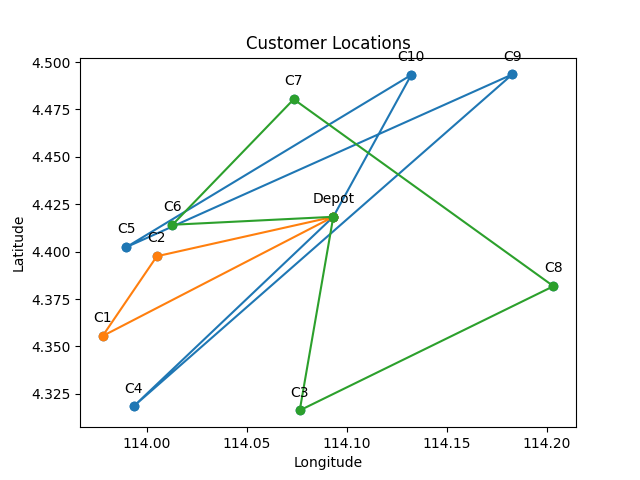 Customer Locations
C10
C9
C7
C6
Depot
C5
C2
C8
C1
C4
C3
4.500
4.475
4.450
4.425
4.400
4.375
4.350
4.325
Latitude
114.00
114.05
114.10
114.15
114.20
Longitude